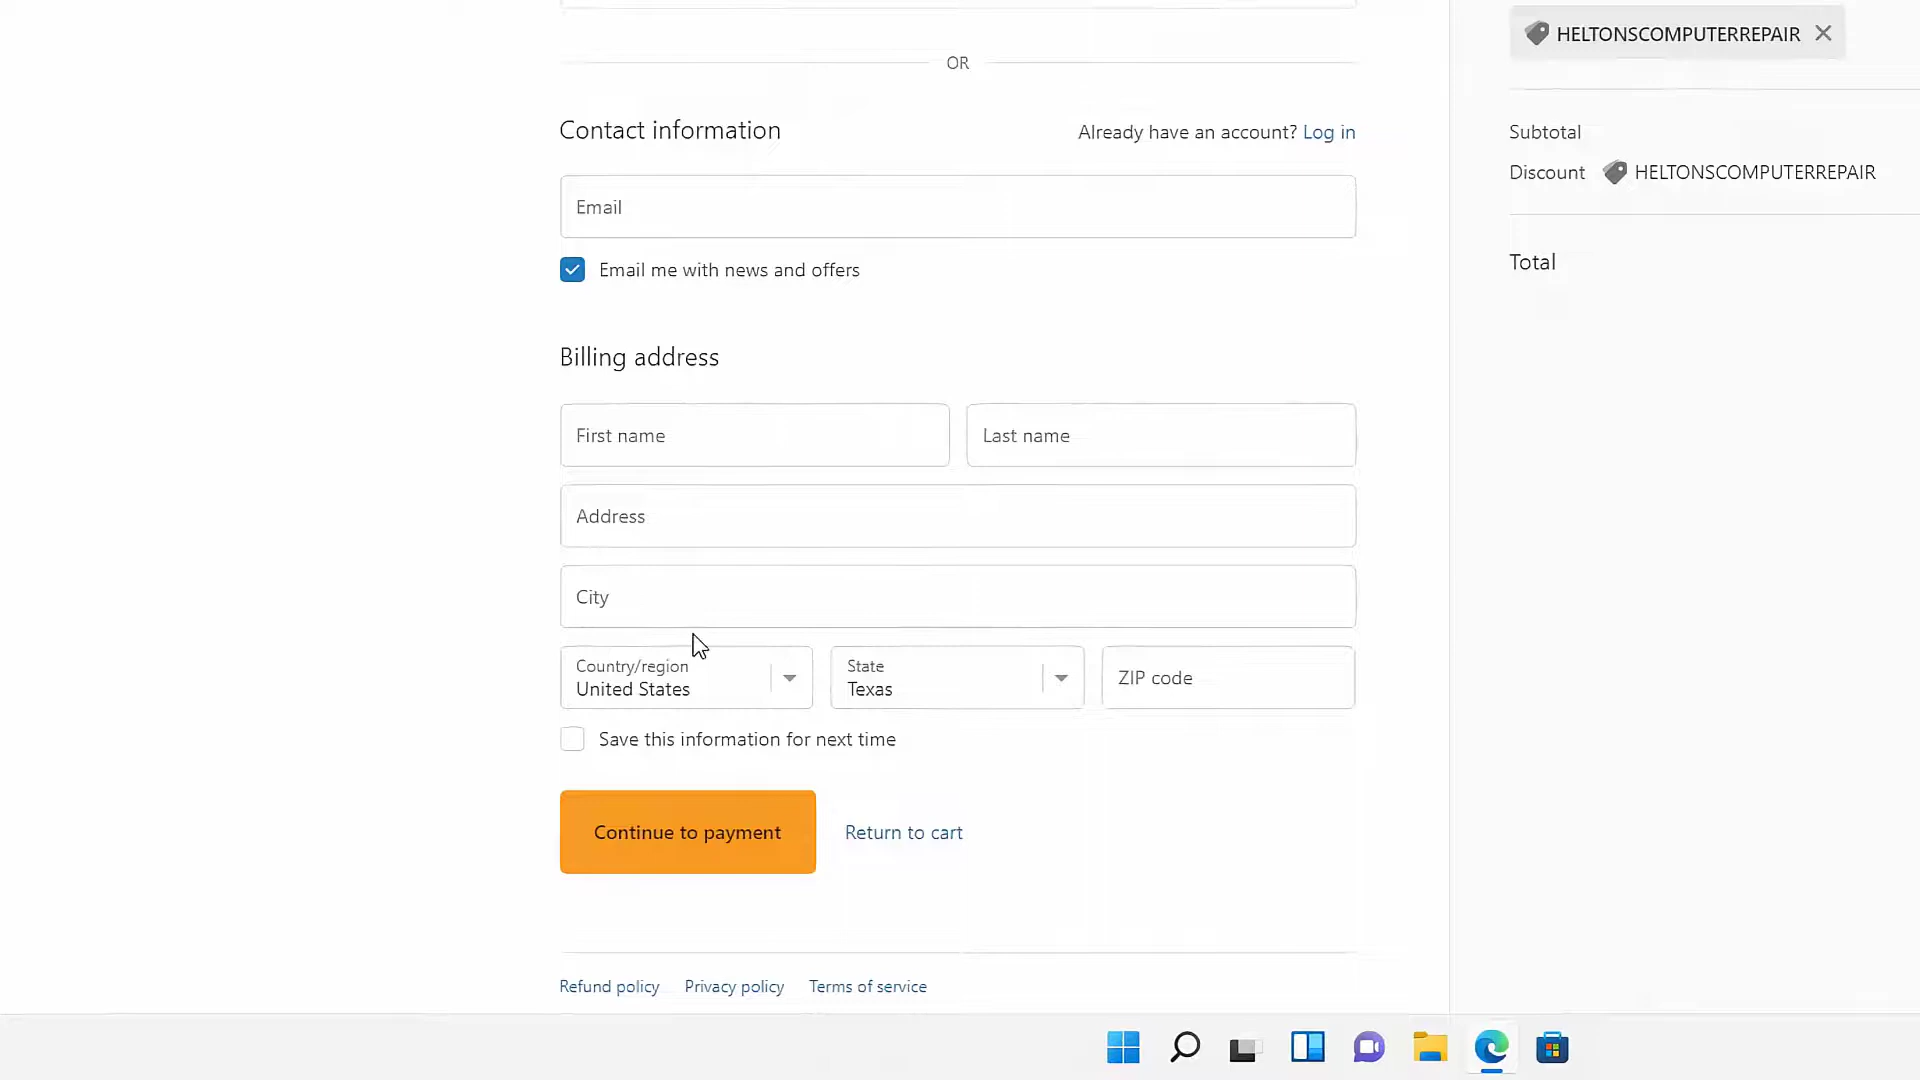 OR
Contact information
Already have an account? Log in
Email
Email me with news and offers
Billing address
First name
Last name
Address
City
Country/region
United States
State
Texas
ZIP code
Save this information for next time
Continue to payment
Return to cart
Refund policy
Privacy policy
Terms of service
HELTONSCOMPUTERREPAIR
Subtotal
Discount HELTONSCOMPUTERREPAIR
Total